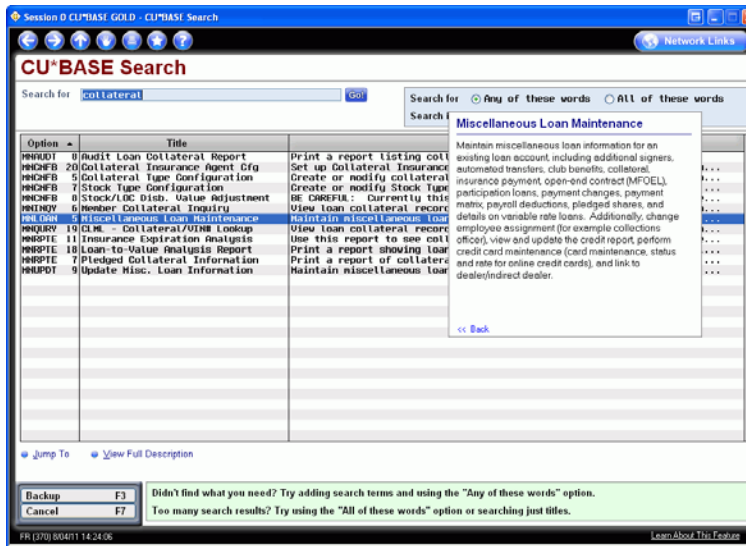 Session 0 CU*BASE GOLD - CU*BASE Search
Network Links
CU*BASE Search
Search for collateral Go!
Search for Any of these words All of these words
Search
Option Title
MNAUDT 8 Audit Loan Collateral Report Print a report listing coll
MNCNFB 20 Collateral Insurance Agent Cfg Set up Collateral Insurance
MNCNFB 5 Collateral Type Configuration Create or modify collateral
MNCNFB 7 Stock Type Configuration Create or modify Stock Type
MNCNFB 8 Stock/LOC Disb. Value Adjustment BE CAREFUL: Currently this
MNINQY 6 Member Collateral Inquiry View loan collateral record
MNLOAN 5 Miscellaneous Loan Maintenance Maintain miscellaneous loan
MNQURY 19 CLML - Collateral/VIN# Lookup View loan collateral record
MNRPTE 11 Insurance Expiration Analysis Use this report to see coll
MNRPTE 18 Loan-to-Value Analysis Report Print a report showing loan
MNRPTE 7 Pledged Collateral Information Print a report of collatera
MNUPDT 9 Update Misc. Loan Information Maintain miscellaneous loan
Miscellaneous Loan Maintenance
Maintain miscellaneous loan information for an
existing loan account, including additional signers,
automated transfers, club benefits, collateral,
insurance payment, open-end contract (MFOEL),
participation loans, payment changes, payment
matrix, payroll deductions, pledged shares, and
details on variable rate loans. Additionally, change
employee assignment (for example collections
officer), view and update the credit report, perform
credit card maintenance (card maintenance, status
and rate for online credit cards), and link to
dealer/indirect dealer.
<< Back
Jump To View Full Description
Backup F3
Cancel F7
Didn't find what you need? Try adding search terms and using the "Any of these words" option.
Too many search results? Try using the "All of these words" option or searching just titles.
FR (370) 8/04/11 14:24:06
Learn About This Feature